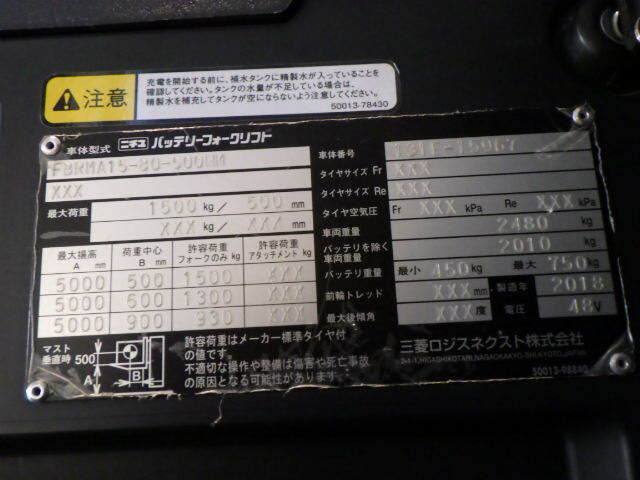 注意
充電を開始する前に、補水タンクに精製水が入っていることを
確認してください。タンクの水量が不足している場合は、
精製水を補充してタンクが空にならないよう注意してください。
50013-78430
ニチユ バッテリーフォークリフト
車体型式 FBRMA15-80-500MM
XXX
最大荷重 1500 kg / 500 mm
XXX kg / XXX mm
最大揚高 A mm 荷重中心 B mm 許容荷重 フォークのみ kg 許容荷重 アタッチメント kg
5000 500 1500 XXX
5000 600 1300 XXX
5000 900 930 XXX
マスト垂直時 500 A B
許容荷重はメーカー標準タイヤ付
の値です。
不適切な操作や整備は傷害や死亡事故
の原因となる可能性があります。
車体番号 131F-15967
タイヤサイズ Fr XXX
タイヤサイズ Re XXX
タイヤ空気圧 Fr XXX kPa Re XXX kPa
車両重量 2480 kg
バッテリを除く車両重量 2010 kg
バッテリ重量 最小 450 kg 最大 750 kg
前輪トレッド XXX mm 製造年 2018
最大後傾角 XXX 度 電圧 48 V
三菱ロジスネクスト株式会社
2-1-1,HIGASHIKOTARI,NAGAOKAKYO-SHI,KYOTO,JAPAN
50013-98840